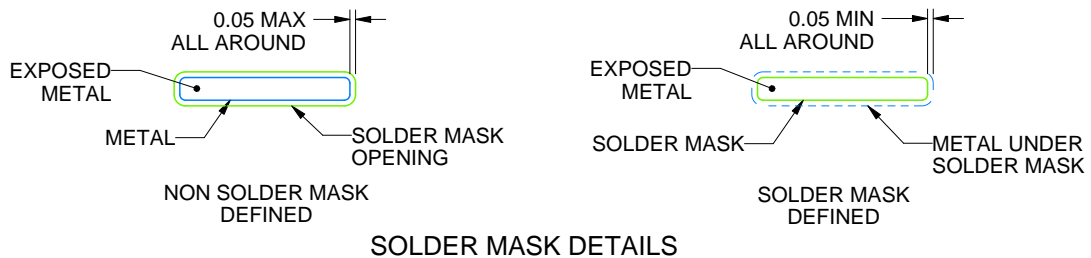 0.05 MAX
ALL AROUND
EXPOSED
METAL
METAL
SOLDER MASK
OPENING
NON SOLDER MASK
DEFINED
0.05 MIN
ALL AROUND
EXPOSED
METAL
SOLDER MASK
METAL UNDER
SOLDER MASK
SOLDER MASK
DEFINED
SOLDER MASK DETAILS